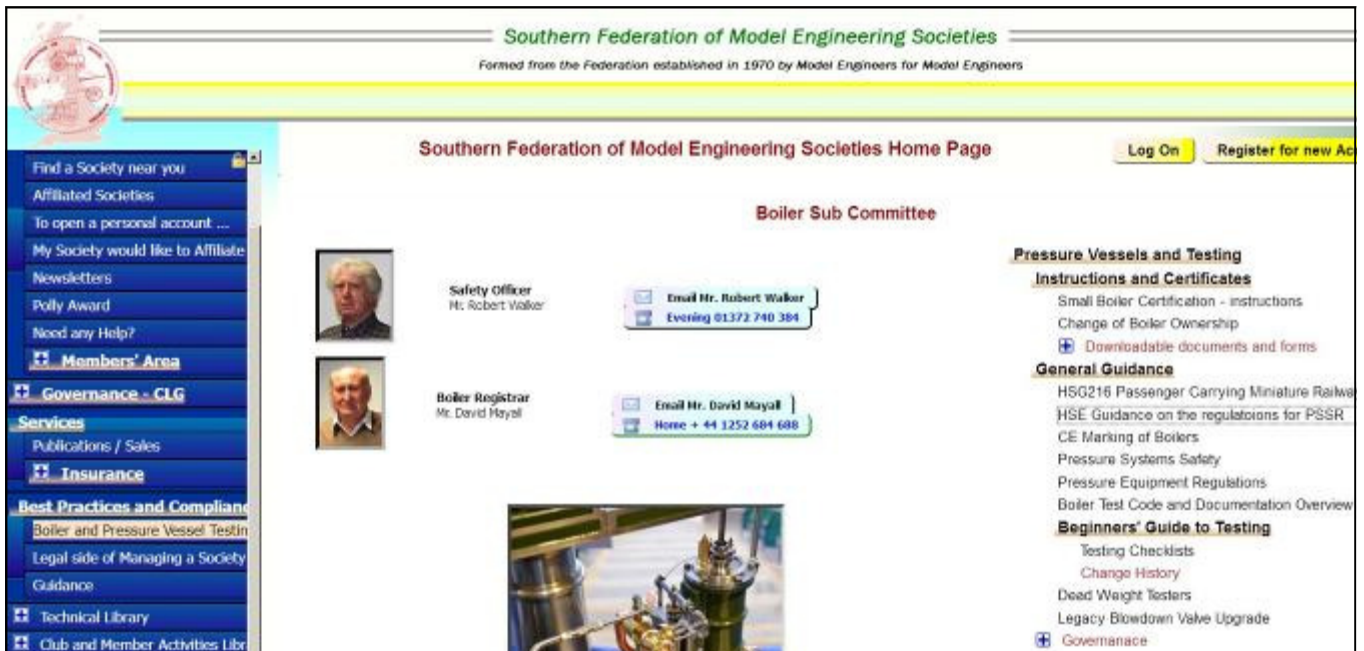 Southern Federation of Model Engineering Societies
Formed from the Federation established in 1970 by Model Engineers for Model Engineers
Southern Federation of Model Engineering Societies Home Page
Log On
Register for new Ac
Find a Society near you
Affiliated Societies
To open a personal account ...
My Society would like to Affiliate
Newsletters
Polly Award
Need any Help?
Members' Area
Governance - CLG
Services
Publications / Sales
Insurance
Best Practices and Complianc
Boiler and Pressure Vessel Testin
Legal side of Managing a Society
Guidance
Technical Library
Club and Member Activities Libr
Boiler Sub Committee
Safety Officer
Mr. Robert Walker
Email Mr. Robert Walker
Evening 01372 740 384
Boiler Registrar
Mr. David Mayall
Email Mr. David Mayall
Home + 44 1252 684 688
Pressure Vessels and Testing
Instructions and Certificates
Small Boiler Certification - instructions
Change of Boiler Ownership
Downloadable documents and forms
General Guidance
HSG216 Passenger Carrying Miniature Railwa
HSE Guidance on the regulatoions for PSSR
CE Marking of Boilers
Pressure Systems Safety
Pressure Equipment Regulations
Boiler Test Code and Documentation Overview
Beginners' Guide to Testing
Testing Checklists
Change History
Dead Weight Testers
Legacy Blowdown Valve Upgrade
Governanace